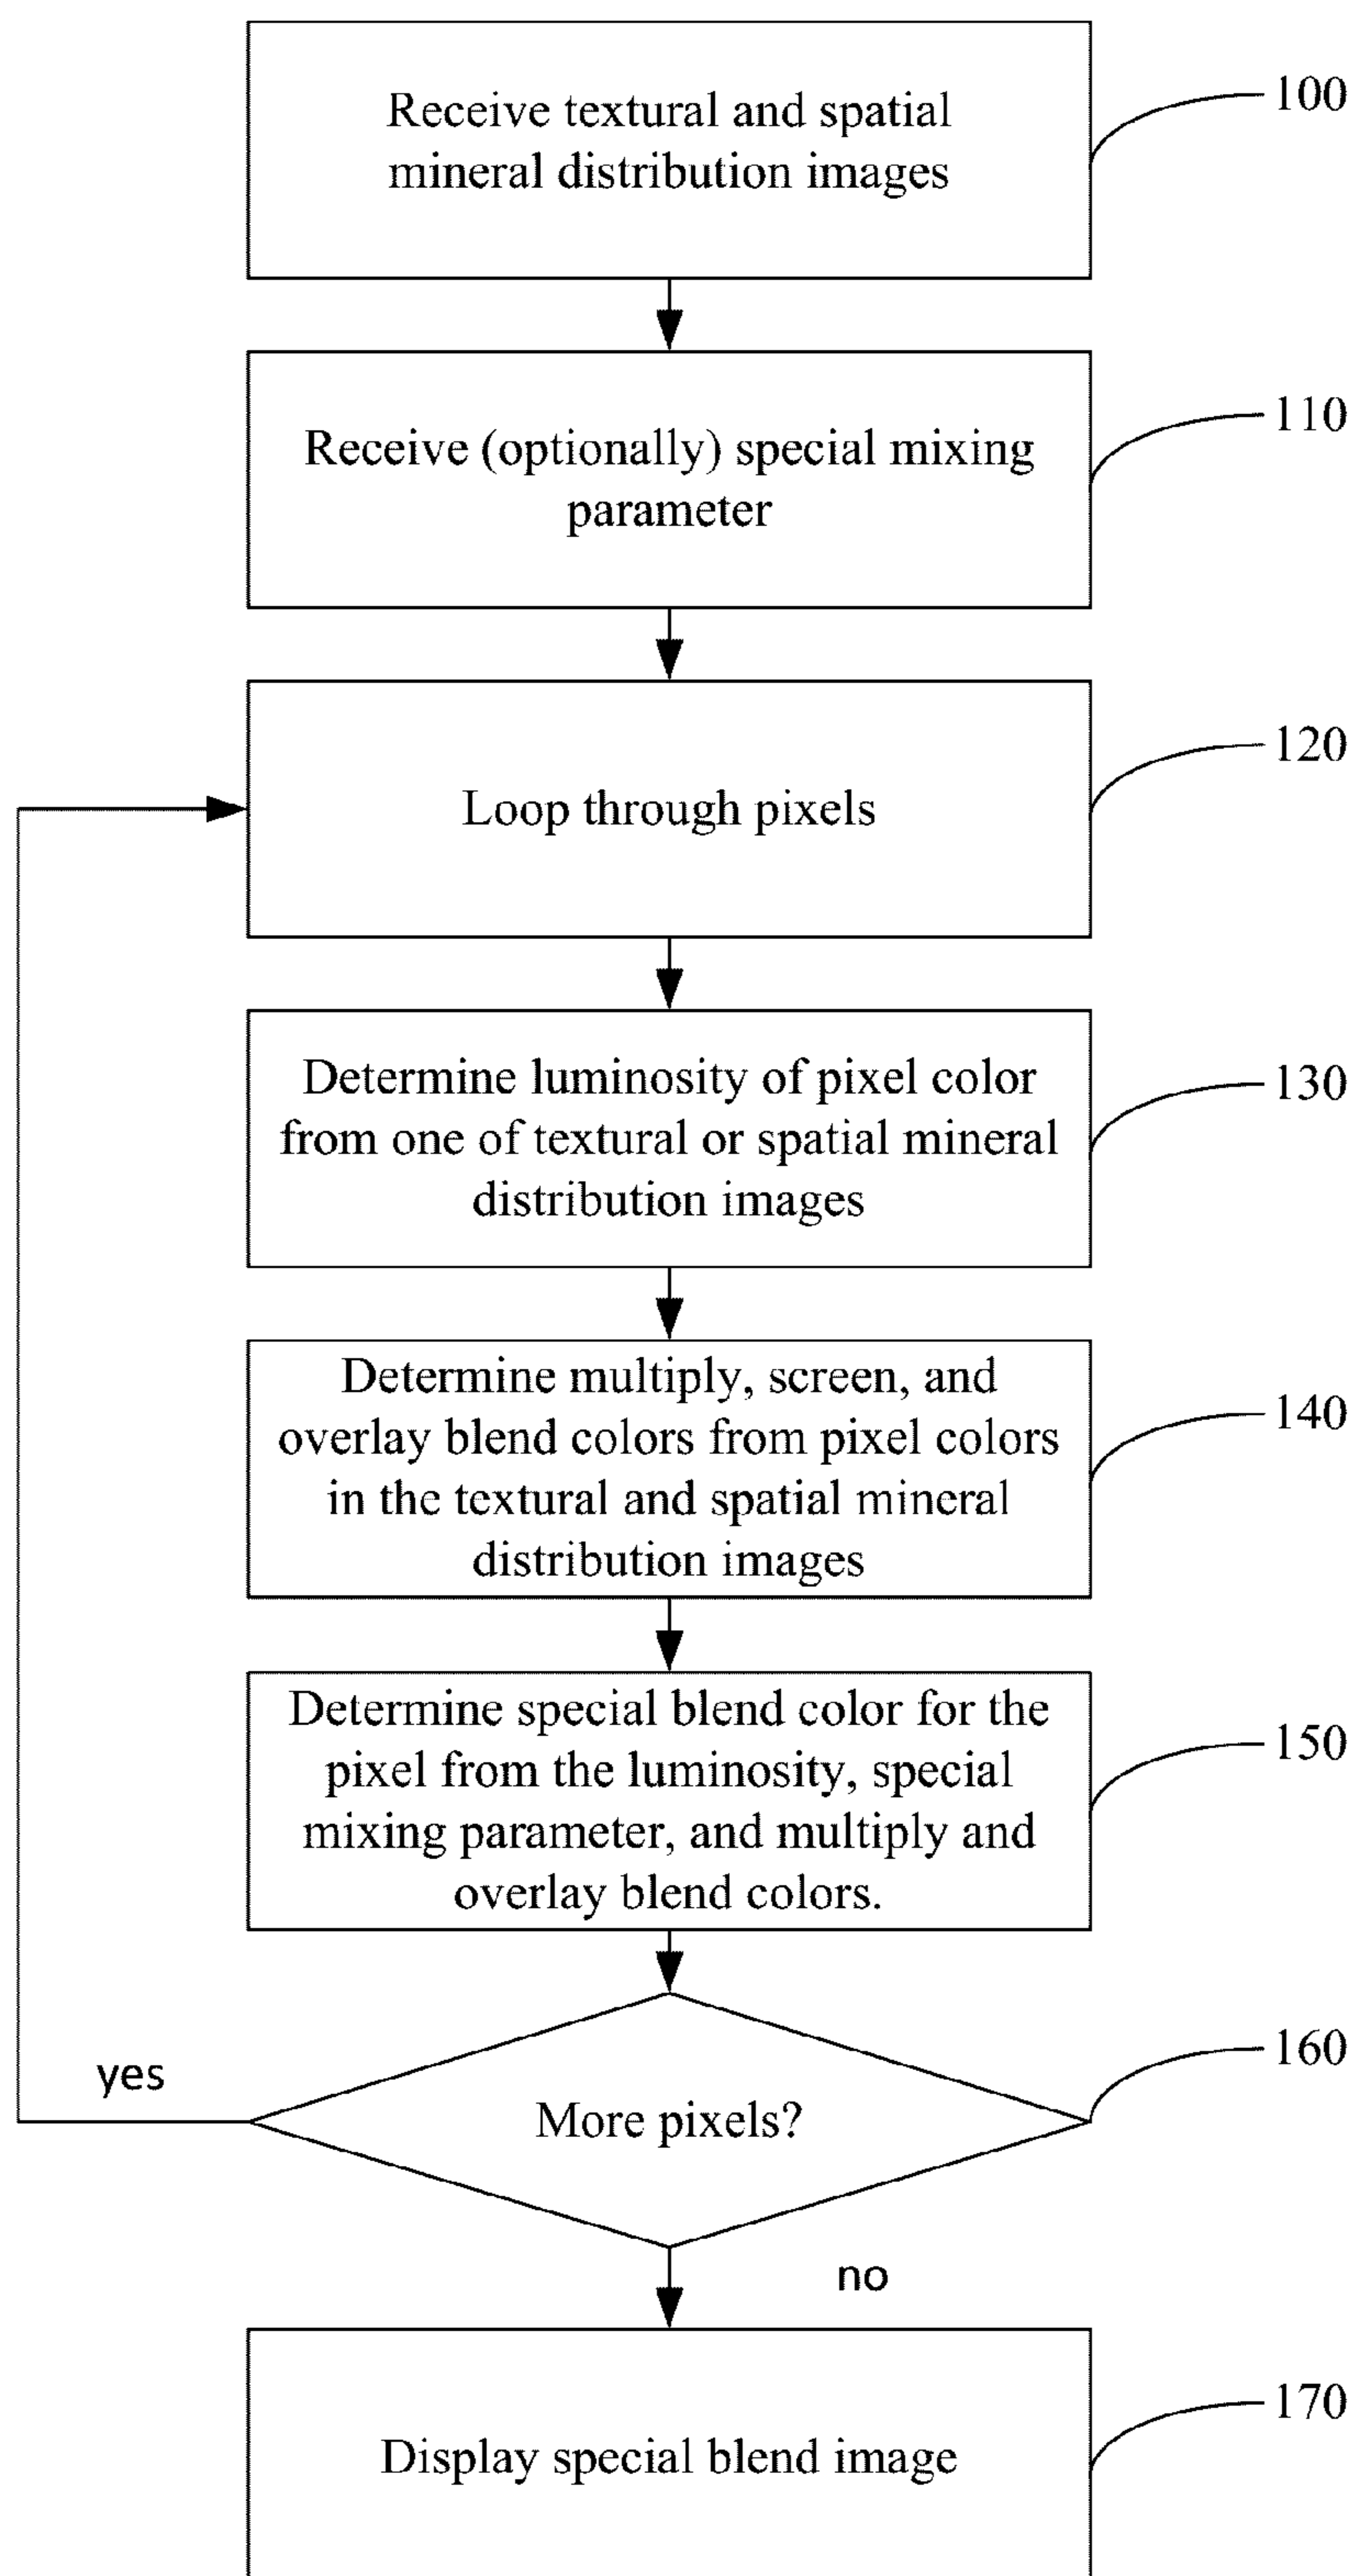 Receive textural and spatial
mineral distribution images
100
Receive (optionally) special mixing
parameter
110
Loop through pixels
120
Determine luminosity of pixel color
from one of textural or spatial mineral
distribution images
130
Determine multiply, screen, and
overlay blend colors from pixel colors
in the textural and spatial mineral
distribution images
140
Determine special blend color for the
pixel from the luminosity, special
mixing parameter, and multiply and
overlay blend colors.
150
yes
More pixels?
160
no
Display special blend image
170